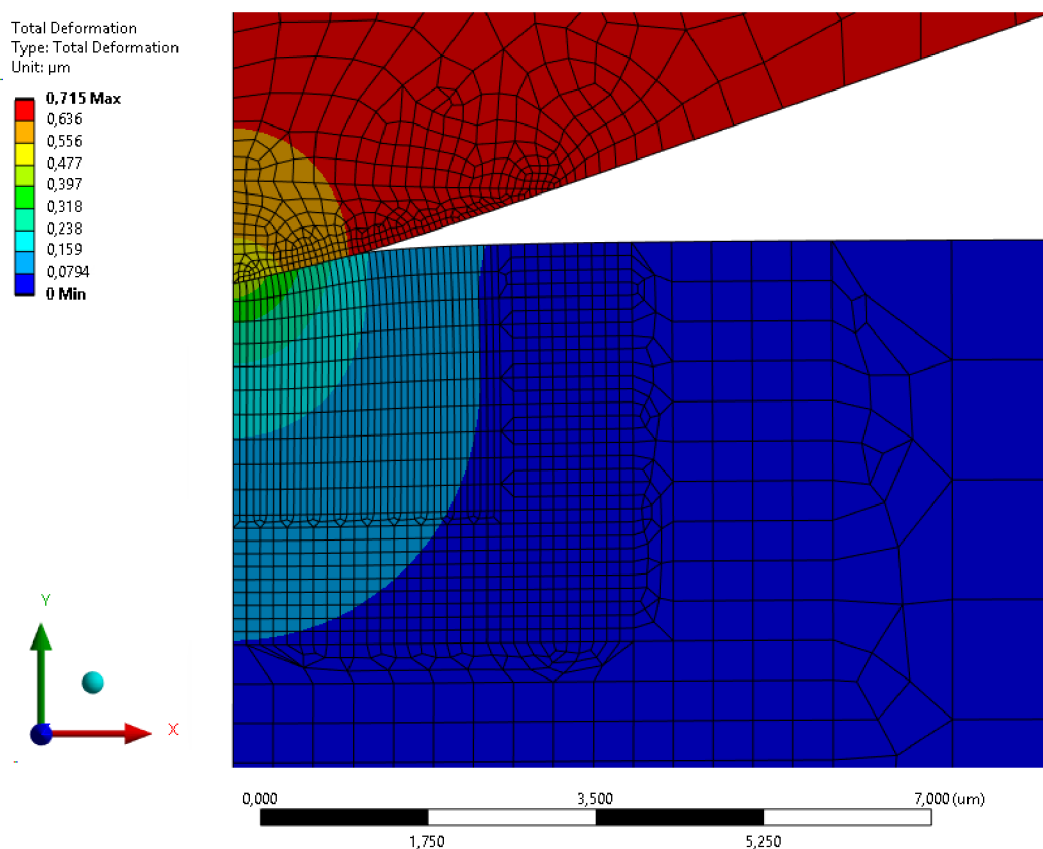 Total Deformation
Type: Total Deformation
Unit: µm
0,715 Max
0,636
0,556
0,477
0,397
0,318
0,238
0,159
0,0794
0 Min
Y
X
0,000
3,500
7,000 (um)
1,750
5,250